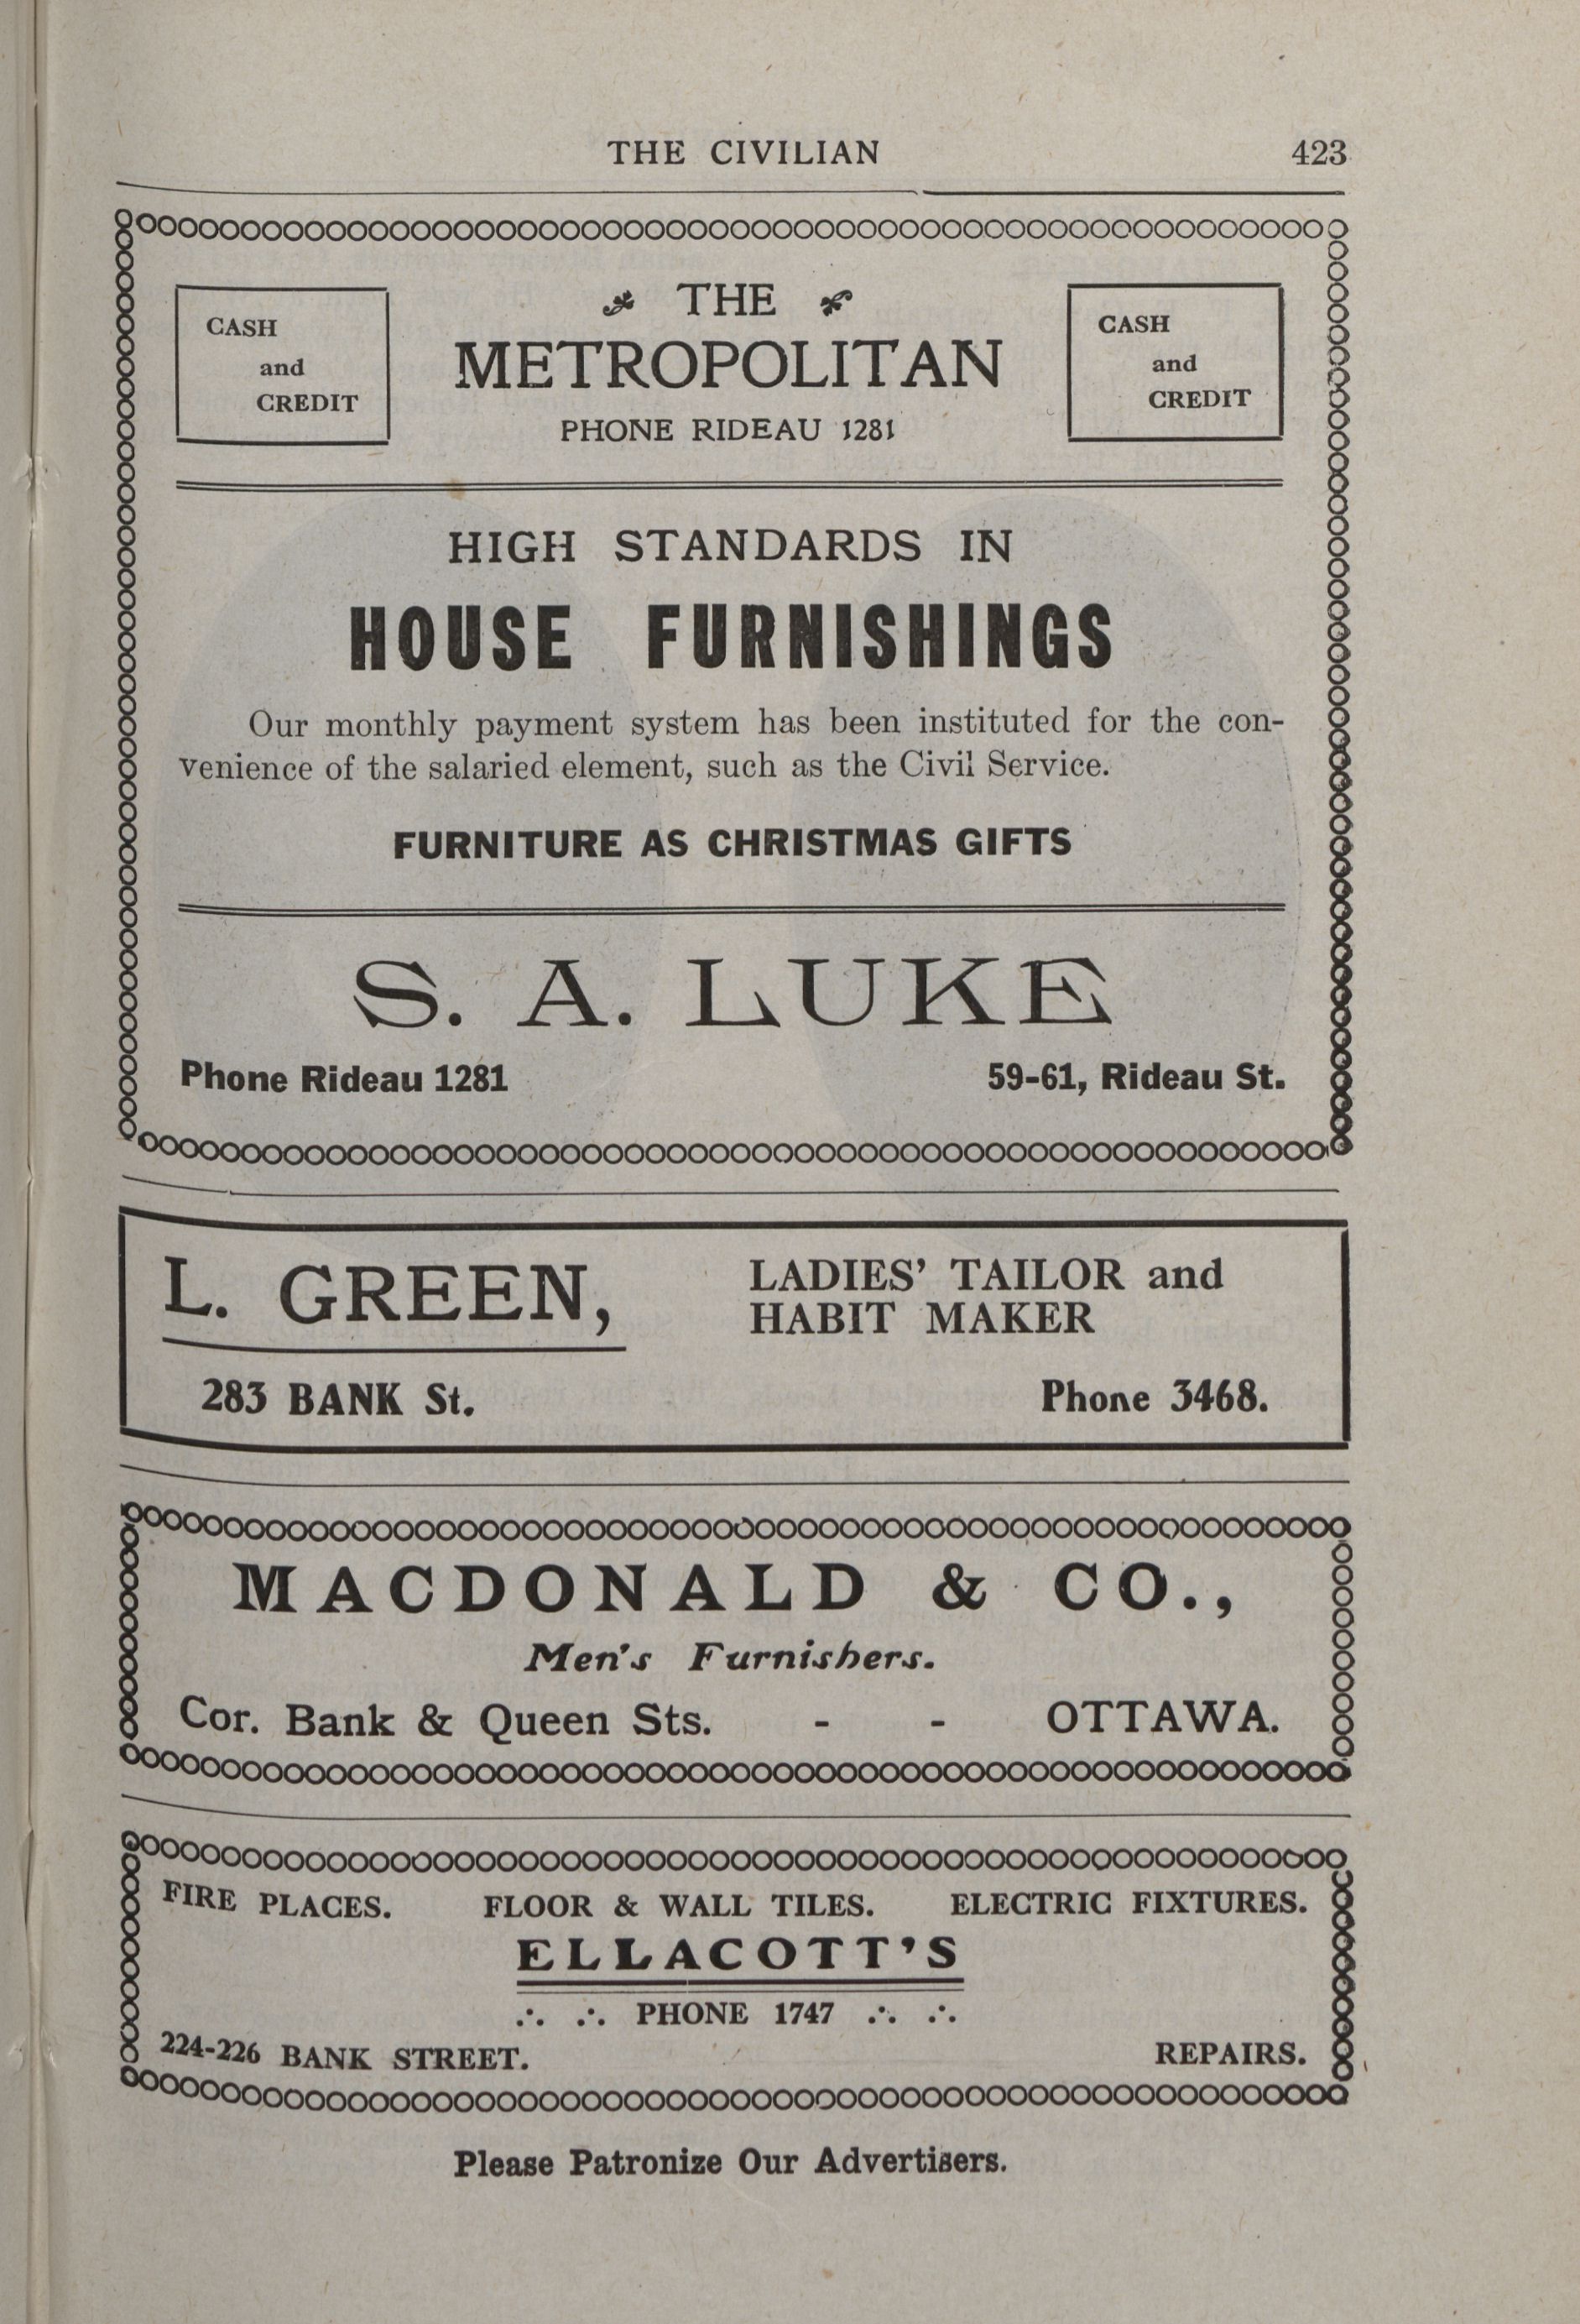 THE CIVILIAN 423
CASH
and
CREDIT
THE
METROPOLITAN
PHONE RIDEAU 1281
CASH
and
CREDIT
HIGH STANDARDS IN
HOUSE FURNISHINGS
Our monthly payment system has been instituted for the con-
venience of the salaried element, such as the Civil Service.
FURNITURE AS CHRISTMAS GIFTS
S. A. LUKE
Phone Rideau 1281 59-61, Rideau St.
L. GREEN,
LADIES' TAILOR and
HABIT MAKER
283 BANK St. Phone 3468.
MACDONALD & CO.,
Men's Furnishers.
Cor. Bank & Queen Sts. - - OTTAWA.
FIRE PLACES. FLOOR & WALL TILES. ELECTRIC FIXTURES.
ELLACOTT'S
∴ ∴ PHONE 1747 ∴ ∴
224-226 BANK STREET. REPAIRS.
Please Patronize Our Advertisers.